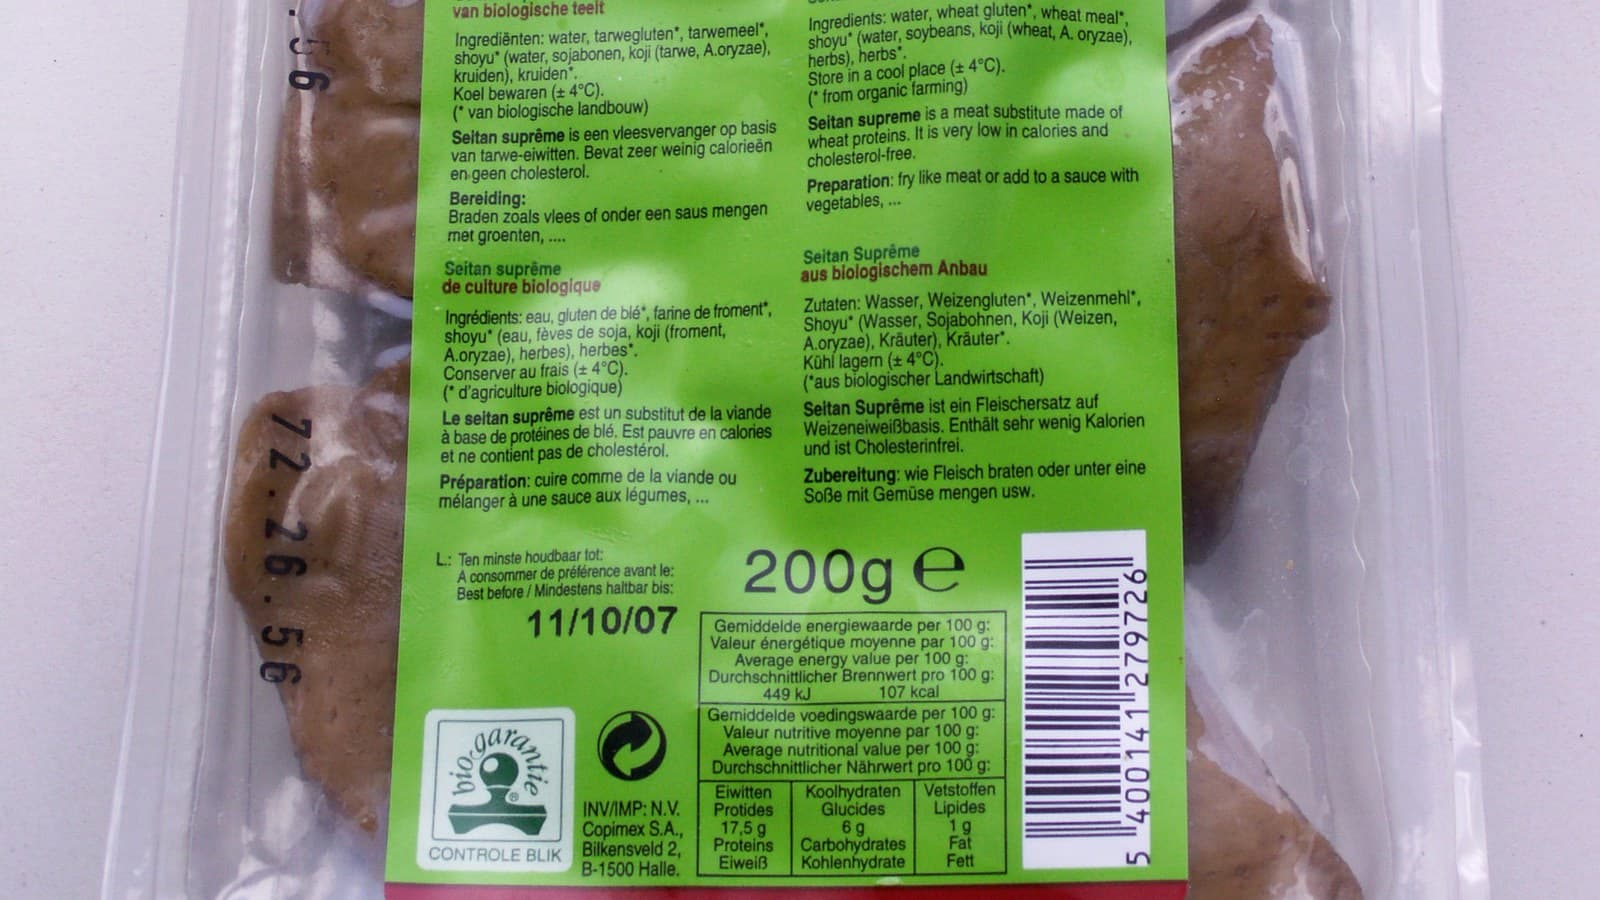 van biologische teelt
Ingrediënten: water, tarwegluten*, tarwemeel*,
shoyu* (water, sojabonen, koji (tarwe, A.oryzae),
kruiden), kruiden*.
Koel bewaren (± 4°C).
(* van biologische landbouw)
Seitan suprême is een vleesvervanger op basis
van tarwe-eiwitten. Bevat zeer weinig calorieën
en geen cholesterol.
Bereiding:
Braden zoals vlees of onder een saus mengen
met groenten, ....
Seitan suprême
de culture biologique
Ingrédients: eau, gluten de blé*, farine de froment*,
shoyu* (eau, fèves de soja, koji (froment,
A.oryzae), herbes), herbes*.
Conserver au frais (± 4°C).
(* d'agriculture biologique)
Le seitan suprême est un substitut de la viande
à base de protéines de blé. Est pauvre en calories
et ne contient pas de cholestérol.
Préparation: cuire comme de la viande ou
mélanger à une sauce aux légumes, ...
Ingredients: water, wheat gluten*, wheat meal*,
shoyu* (water, soybeans, koji (wheat, A. oryzae),
herbs), herbs*.
Store in a cool place (± 4°C).
(* from organic farming)
Seitan supreme is a meat substitute made of
wheat proteins. It is very low in calories and
cholesterol-free.
Preparation: fry like meat or add to a sauce with
vegetables, ...
Seitan Suprême
aus biologischem Anbau
Zutaten: Wasser, Weizengluten*, Weizenmehl*,
Shoyu* (Wasser, Sojabohnen, Koji (Weizen,
A.oryzae), Kräuter), Kräuter*.
Kühl lagern (± 4°C).
(*aus biologischer Landwirtschaft)
Seitan Suprême ist ein Fleischersatz auf
Weizeneiweißbasis. Enthält sehr wenig Kalorien
und ist Cholesterinfrei.
Zubereitung: wie Fleisch braten oder unter eine
Soße mit Gemüse mengen usw.
L.: Ten minste houdbaar tot:
A consommer de préférence avant le:
Best before / Mindestens haltbar bis:
11/10/07
200g e
Gemiddelde energiewaarde per 100 g:
Valeur énergétique moyenne par 100 g:
Average energy value per 100 g:
Durchschnittlicher Brennwert pro 100 g:
449 kJ 107 kcal
Gemiddelde voedingswaarde per 100 g:
Valeur nutritive moyenne par 100 g:
Average nutritional value per 100 g:
Durchschnittlicher Nährwert pro 100 g:
Eiwitten Koolhydraten Vetstoffen
Protides Glucides Lipides
17,5 g 6 g 1 g
Proteins Carbohydrates Fat
Eiweiß Kohlenhydrate Fett
biogarantie ®
CONTROLE BLIK
INV/IMP: N.V.
Copimex S.A.,
Bilkensveld 2,
B-1500 Halle.
5 400141 279726
.56
72.26.56